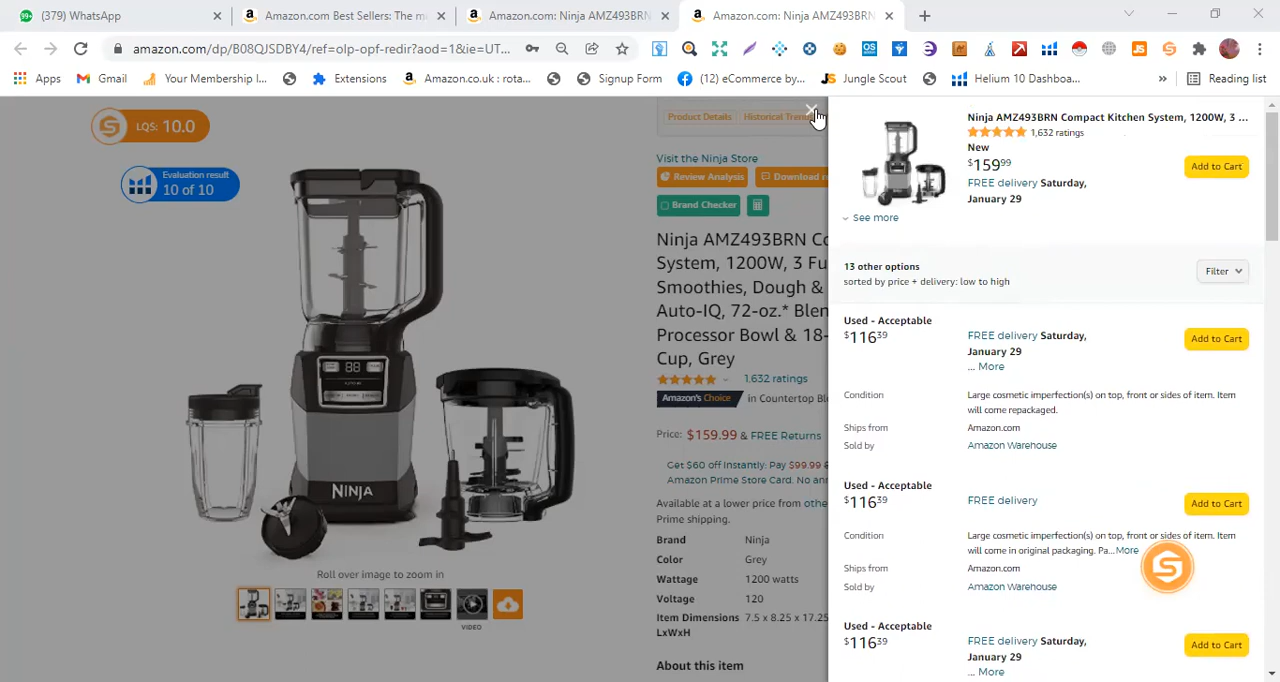 (379) WhatsApp
Amazon.com Best Sellers: The m
Amazon.com: Ninja AMZ493BRN
Amazon.com: Ninja AMZ493BRN
amazon.com/dp/B08QJSDBY4/ref=olp-opf-redir?aod=1&ie=UT...
Apps
Gmail
Your Membership I...
Extensions
Amazon.co.uk : rota...
Signup Form
(12) eCommerce by...
Jungle Scout
Helium 10 Dashboa...
»
Reading list
LQS: 10.0
Evaluation result
10 of 10
Roll over image to zoom in
VIDEO
NINJA
Product Details
Historical Tren
Visit the Ninja Store
Review Analysis
Download
Brand Checker
Ninja AMZ493BRN Co
System, 1200W, 3 Fu
Smoothies, Dough &
Auto-IQ, 72-oz.* Blen
Processor Bowl & 18-
Cup, Grey
1,632 ratings
Amazon's Choice in Countertop Ble
Price: $159.99 & FREE Returns
Get $60 off instantly: Pay $99.99
Amazon Prime Store Card. No ann
Available at a lower price from othe
Prime shipping.
Brand Ninja
Color Grey
Wattage 1200 watts
Voltage 120
Item Dimensions 7.5 x 8.25 x 17.25
LxWxH
About this item
Ninja AMZ493BRN Compact Kitchen System, 1200W, 3 ...
1,632 ratings
New
$159⁹⁹
Add to Cart
FREE delivery Saturday,
January 29
See more
13 other options
sorted by price + delivery: low to high
Filter
Used - Acceptable
$116³⁹
FREE delivery Saturday,
January 29
... More
Add to Cart
Condition
Large cosmetic imperfection(s) on top, front or sides of item. Item
will come repackaged.
Ships from
Amazon.com
Sold by
Amazon Warehouse
Used - Acceptable
$116³⁹
FREE delivery
Add to Cart
Condition
Large cosmetic imperfection(s) on top, front or sides of item. Item
will come in original packaging. Pa...More
Ships from
Amazon.com
Sold by
Amazon Warehouse
Used - Acceptable
$116³⁹
FREE delivery Saturday,
January 29
... More
Add to Cart